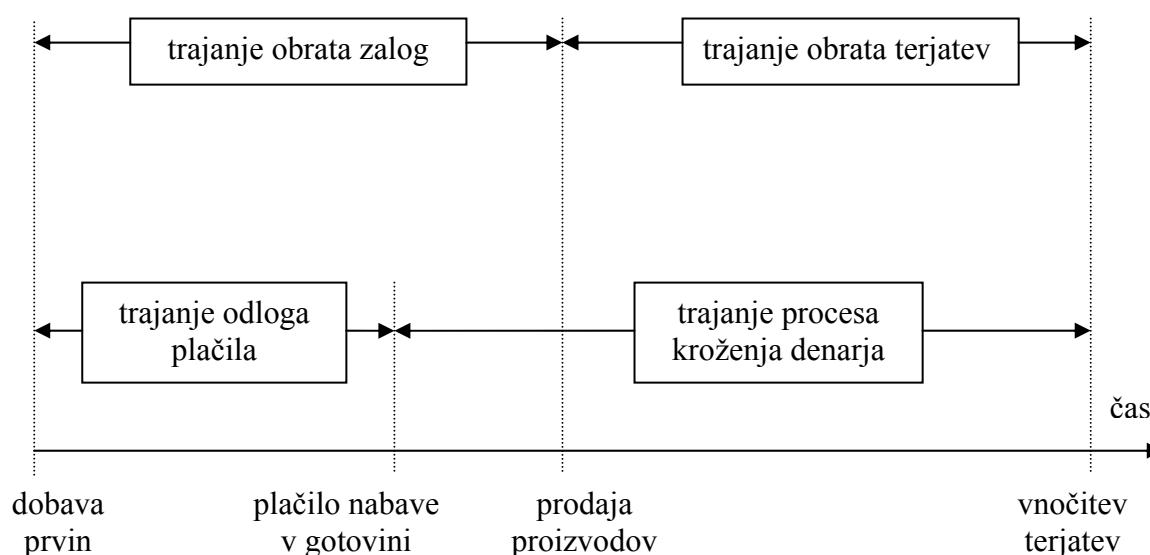 trajanje obrata zalog
trajanje obrata terjatev
trajanje odloga
plačila
trajanje procesa
kroženja denarja
čas
dobava
prvin
plačilo nabave
v gotovini
prodaja
proizvodov
vnočitev
terjatev